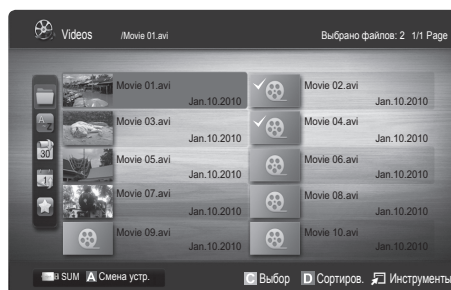 Videos /Movie 01.avi Выбрано файлов: 2 1/1 Page
Movie 01.avi Movie 02.avi
Jan.10.2010 Jan.10.2010
Movie 03.avi Movie 04.avi
Jan.10.2010 Jan.10.2010
Movie 05.avi Movie 06.avi
Jan.10.2010 Jan.10.2010
Movie 07.avi Movie 08.avi
Jan.10.2010 Jan.10.2010
Movie 09.avi Movie 10.avi
Jan.10.2010 Jan.10.2010
SUM A Смена устр. C Выбор D Сортиров. Инструменты